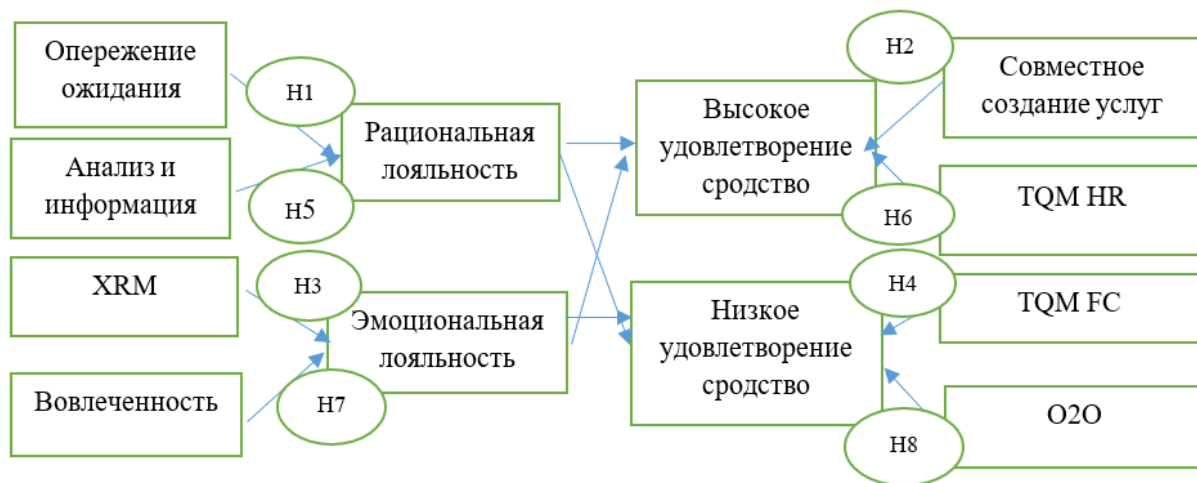 Опережение
ожидания
Анализ и
информация
XRM
Вовлеченность
H1
H5
H3
H7
Рациональная
лояльность
Эмоциональная
лояльность
Высокое
удовлетворение
сродство
Низкое
удовлетворение
сродство
H2
H6
H4
H8
Совместное
создание услуг
TQM HR
TQM FC
O2O